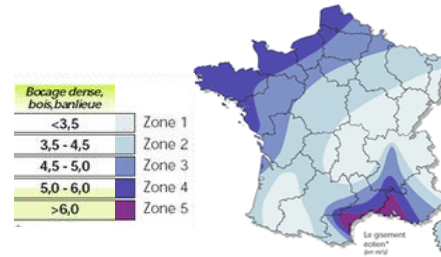 Bocage dense,
bois,banlieue
<3,5 Zone 1
3,5 - 4,5 Zone 2
4,5 - 5,0 Zone 3
5,0 - 6,0 Zone 4
>6,0 Zone 5
Le gisement
éolien*
(en m/s)